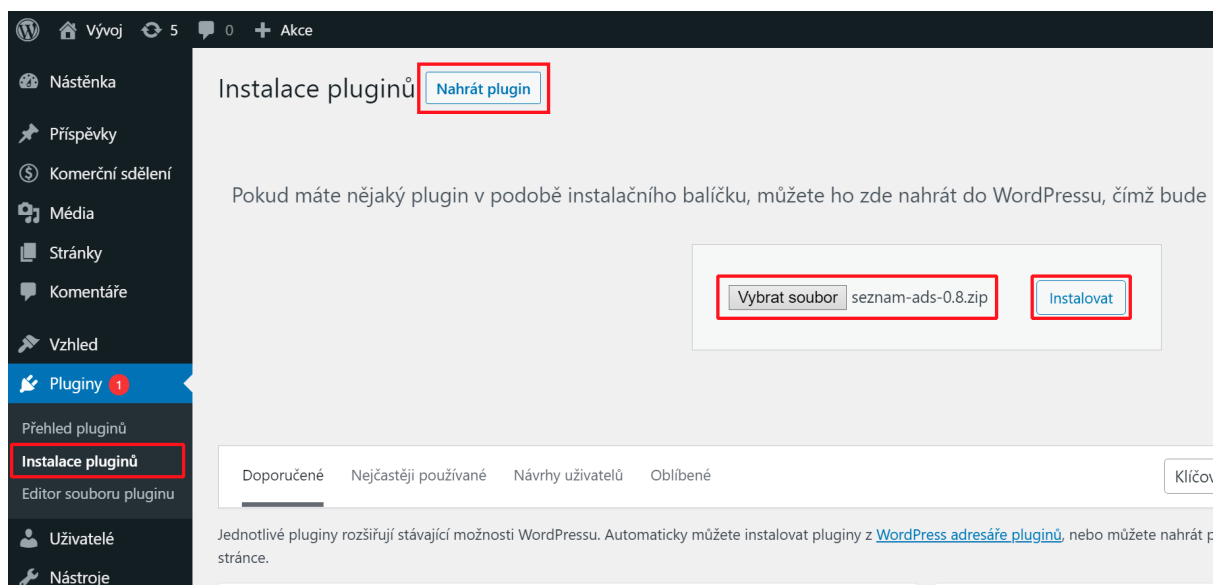 Vývoj 5 0 + Akce
Nástěnka
Příspěvky
Komerční sdělení
Média
Stránky
Komentáře
Vzhled
Pluginy 1
Přehled pluginů
Instalace pluginů
Editor souboru pluginu
Uživatelé
Nástroje
Instalace pluginů Nahrát plugin
Pokud máte nějaký plugin v podobě instalačního balíčku, můžete ho zde nahrát do WordPressu, čímž bude
Vybrat soubor seznam-ads-0.8.zip Instalovat
Doporučené Nejčastěji používané Návrhy uživatelů Oblíbené Klíčov
Jednotlivé pluginy rozšiřují stávající možnosti WordPressu. Automaticky můžete instalovat pluginy z WordPress adresáře pluginů, nebo můžete nahrát p
stránce.